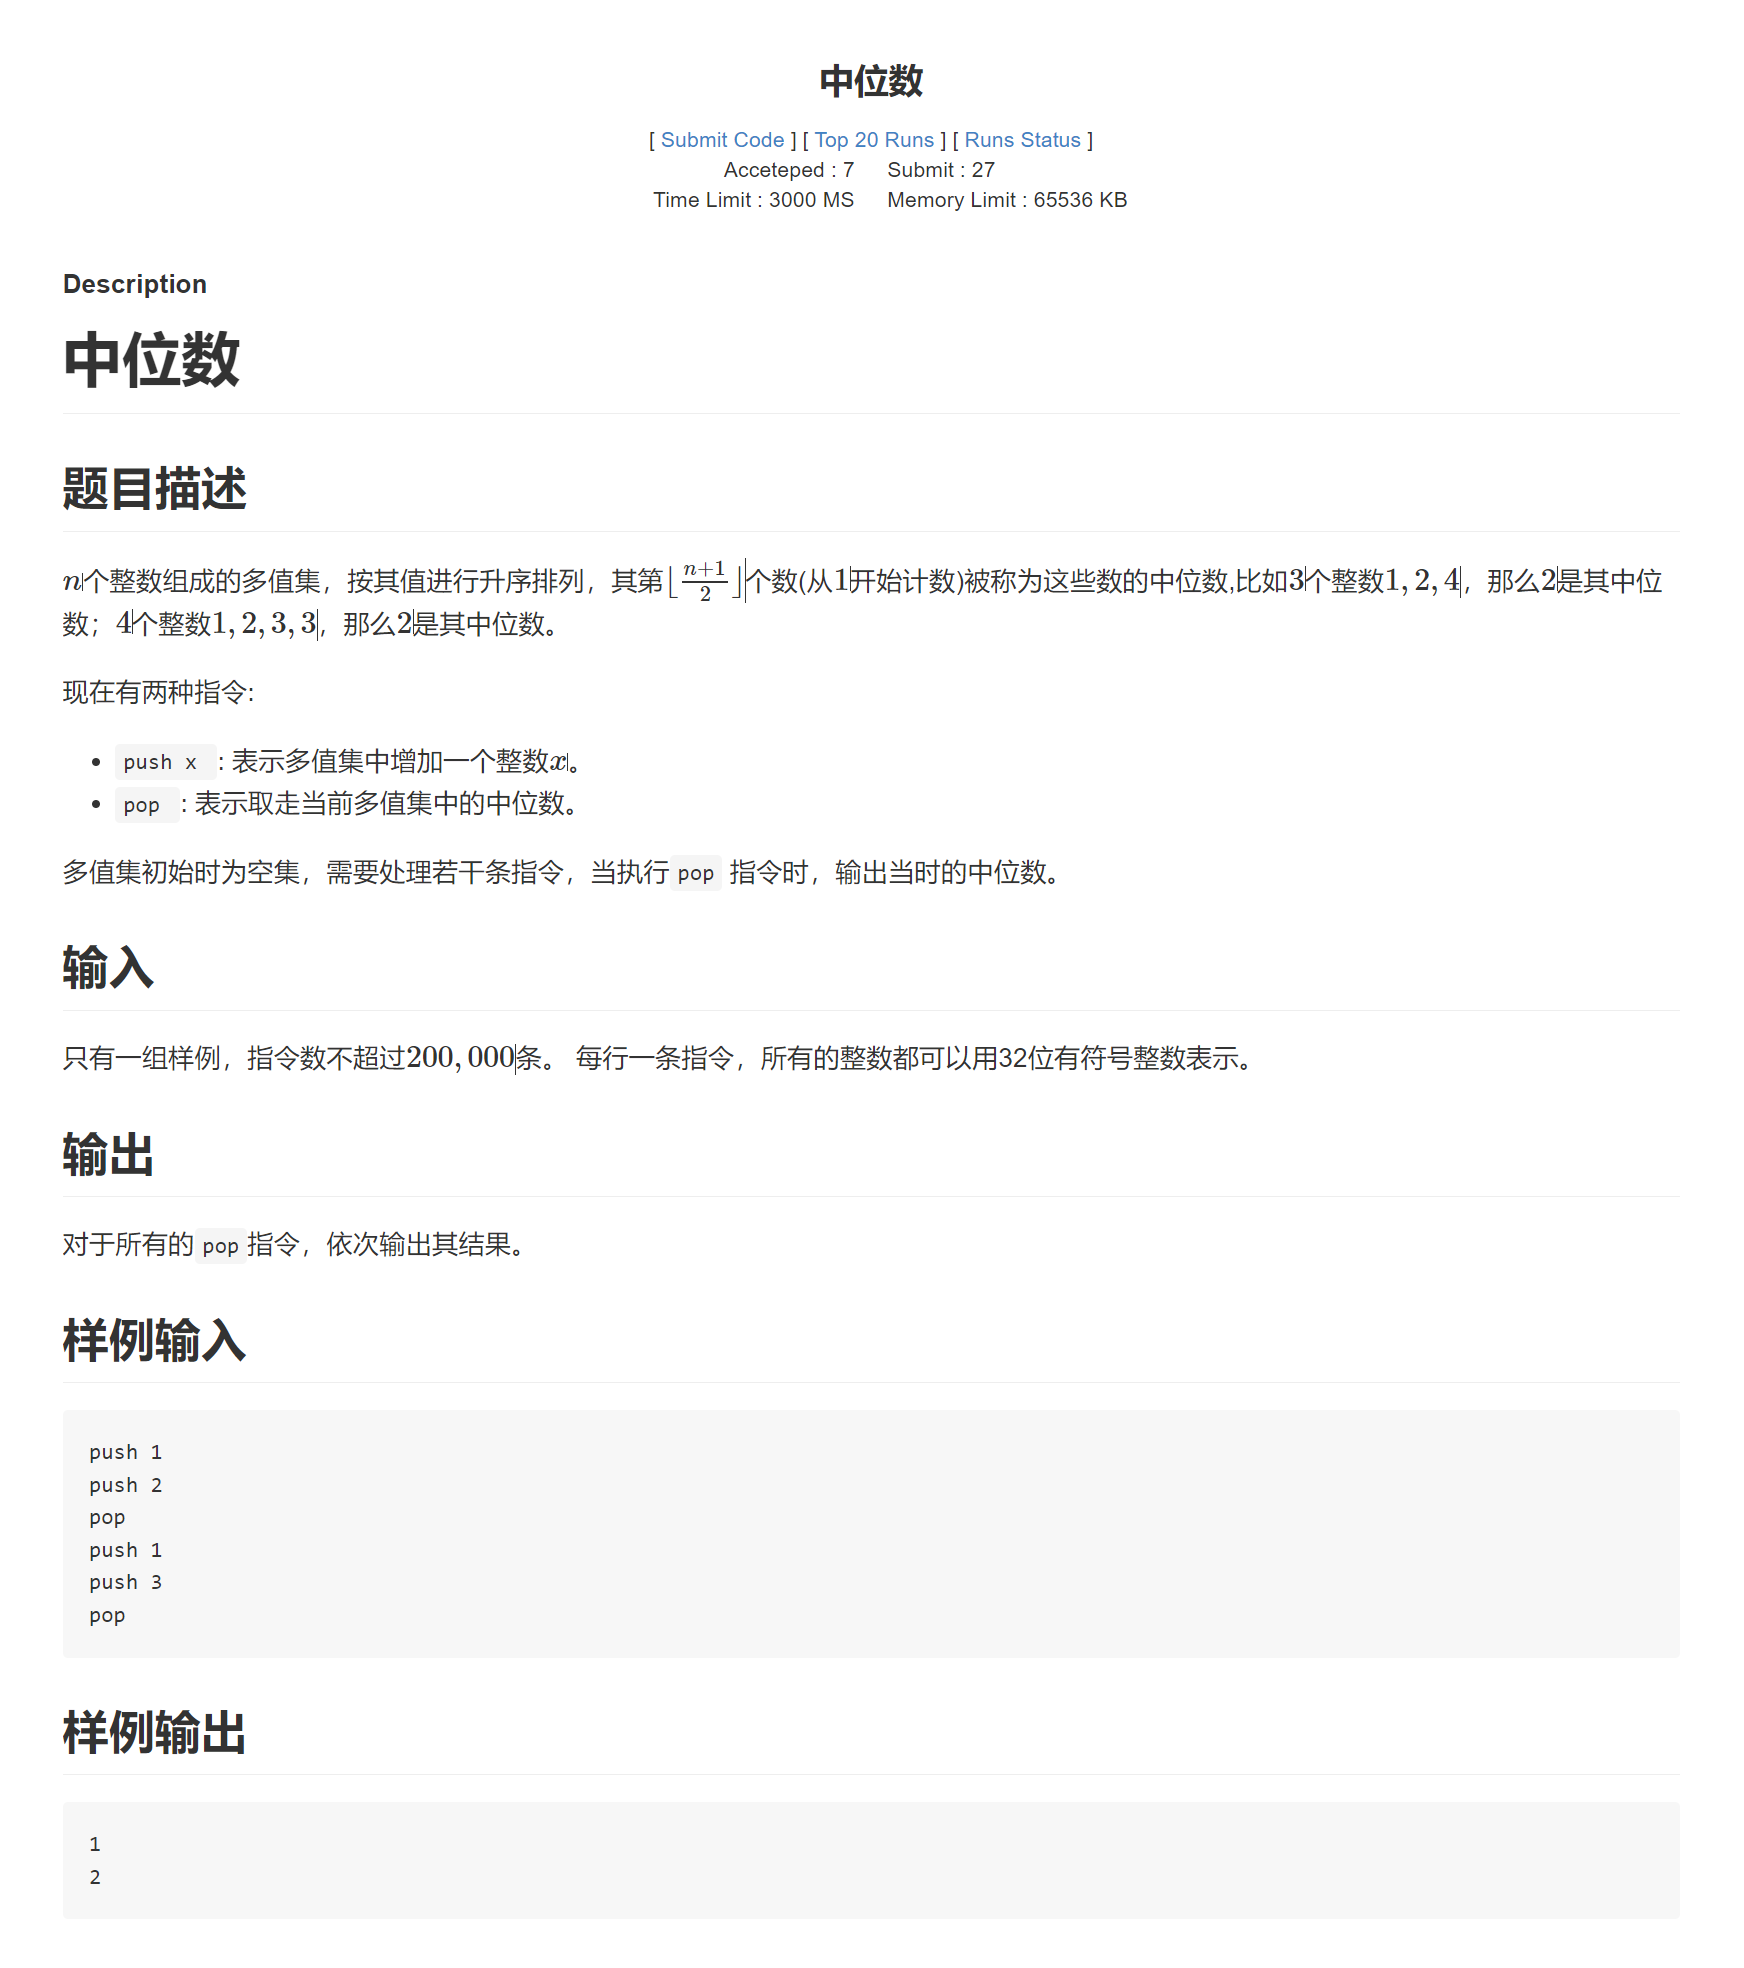 中位数
[ Submit Code ] [ Top 20 Runs ] [ Runs Status ]
Acceteped : 7 Submit : 27
Time Limit : 3000 MS Memory Limit : 65536 KB
Description
中位数
题目描述
n个整数组成的多值集，按其值进行升序排列，其第⌊(n+1)/2⌋个数(从1开始计数)被称为这些数的中位数,比如3个整数1,2,4，那么2是其中位
数；4个整数1,2,3,3，那么2是其中位数。
现在有两种指令:
• push x : 表示多值集中增加一个整数x。
• pop : 表示取走当前多值集中的中位数。
多值集初始时为空集，需要处理若干条指令，当执行 pop 指令时，输出当时的中位数。
输入
只有一组样例，指令数不超过200,000条。 每行一条指令，所有的整数都可以用32位有符号整数表示。
输出
对于所有的 pop 指令，依次输出其结果。
样例输入
push 1
push 2
pop
push 1
push 3
pop
样例输出
1
2